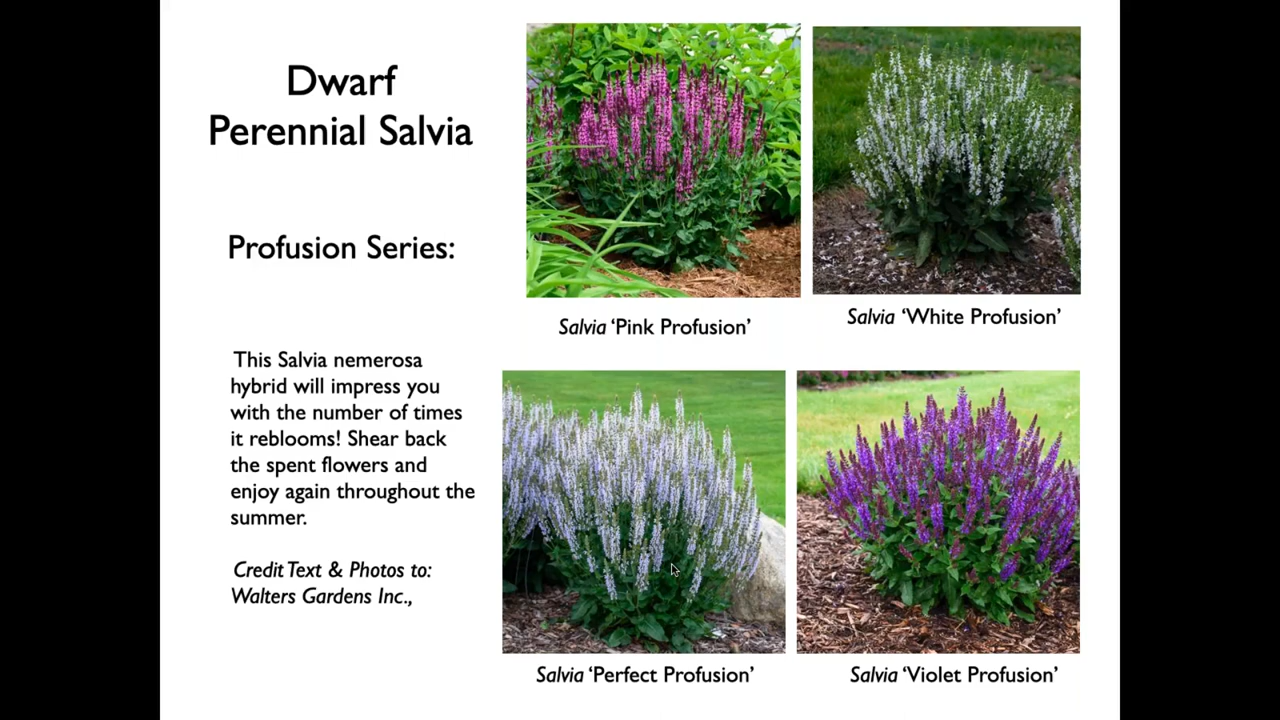 Dwarf
Perennial Salvia
Profusion Series:
This Salvia nemerosa
hybrid will impress you
with the number of times
it reblooms! Shear back
the spent flowers and
enjoy again throughout the
summer.
Credit Text & Photos to:
Walters Gardens Inc.,
Salvia ‘Pink Profusion’
Salvia ‘White Profusion’
Salvia ‘Perfect Profusion’
Salvia ‘Violet Profusion’